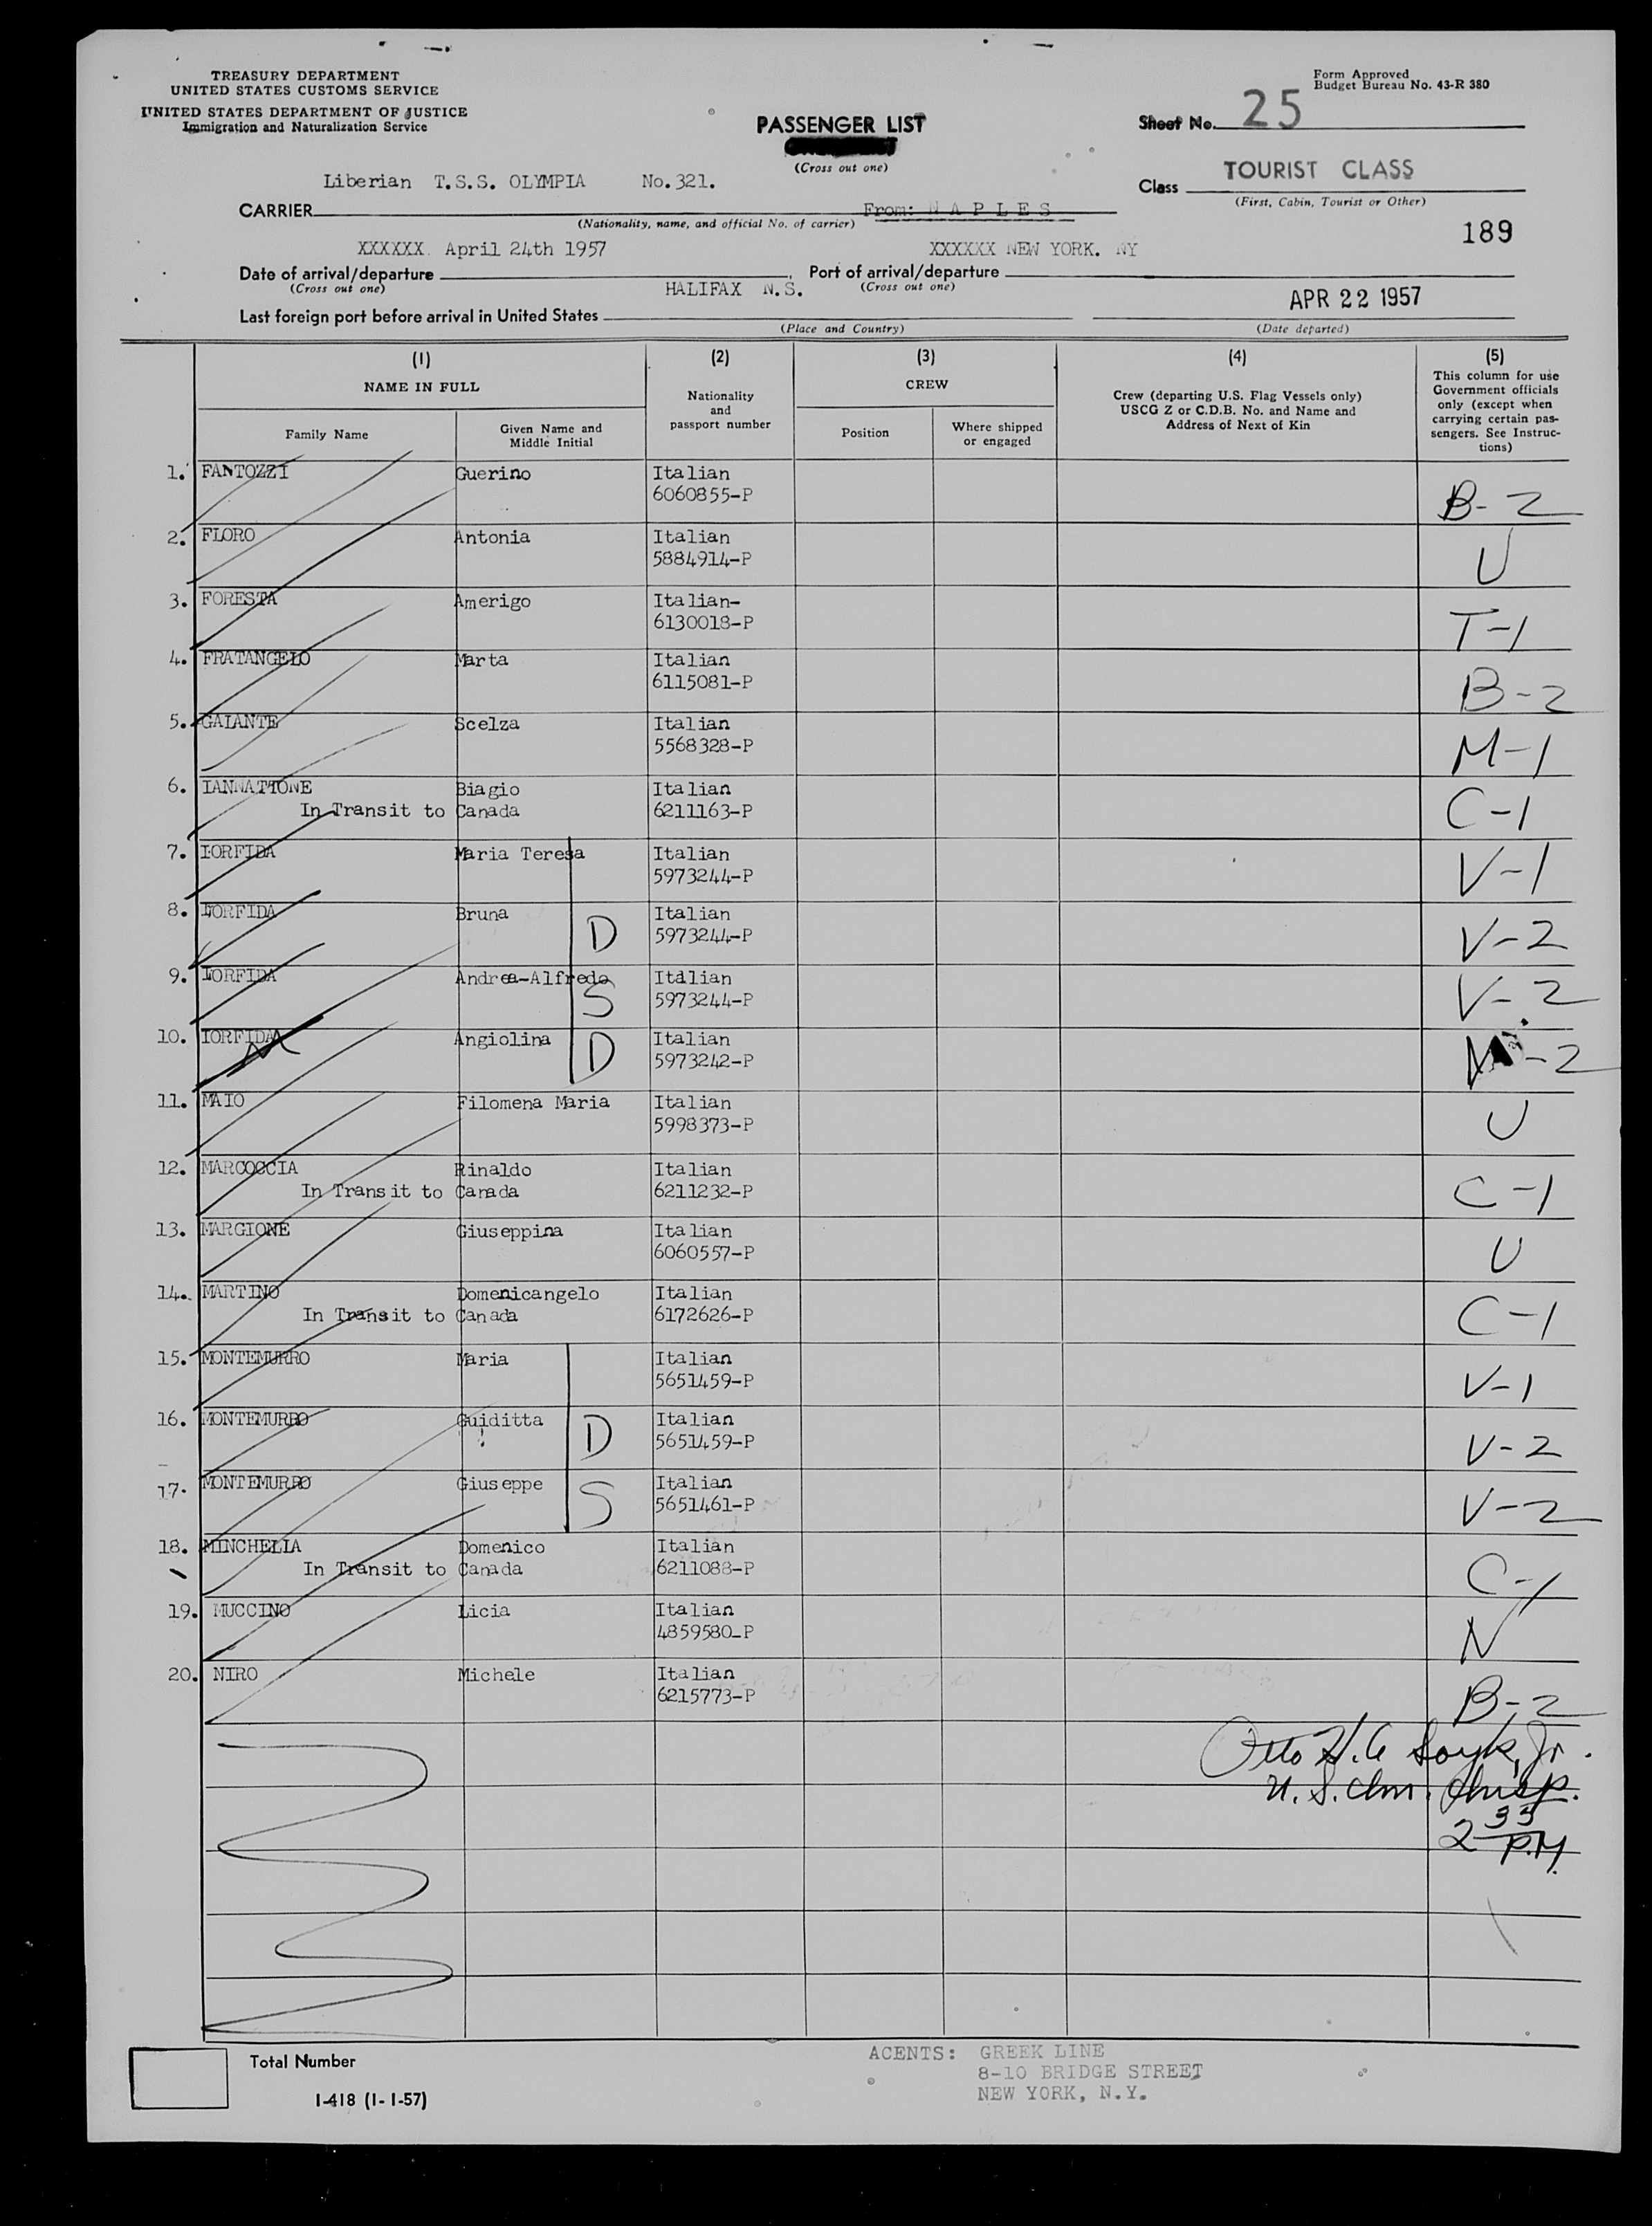 TREASURY DEPARTMENT
UNITED STATES CUSTOMS SERVICE
UNITED STATES DEPARTMENT OF JUSTICE
Immigration and Naturalization Service
Form Approved
Budget Bureau No. 43-R 380
PASSENGER LIST
(Cross out one)
Sheet No. 25
Liberian T.S.S. OLYMPIA No. 321.
CARRIER
From: NAPLES
(Nationality, name, and official No. of carrier)
Class TOURIST CLASS
(First, Cabin, Tourist or Other)
189
XXXXXX April 24th 1957
XXXXXX NEW YORK. NY
Date of arrival/departure
(Cross out one)
Port of arrival/departure
(Cross out one)
HALIFAX N.S.
APR 22 1957
Last foreign port before arrival in United States
(Place and Country)
(Date departed)
(1) (2) (3) (4) (5)
NAME IN FULL
Family Name
Given Name and Middle Initial
Nationality and passport number
CREW
Position
Where shipped or engaged
Crew (departing U.S. Flag Vessels only)
USCG Z or C.D.B. No. and Name and
Address of Next of Kin
This column for use
Government officials
only (except when
carrying certain pas-
sengers. See Instruc-
tions)
1. FANTOZZI Guerino Italian
6060855-P B-2
2. FLORO Antonia Italian
5884914-P U
3. FORESTA Amerigo Italian-
6130018-P T-1
4. FRATANGELO Marta Italian
6115081-P B-2
5. GALANTE Scelza Italian
5568328-P M-1
6. IANNATTONE Biagio Italian
In Transit to Canada 6211163-P C-1
7. IORFIDA Maria Teresa Italian
5973244-P V-1
8. IORFIDA Bruna D Italian
5973244-P V-2
9. IORFIDA Andrea-Alfredo S Italian
5973244-P V-2
10. IORFIDA Angiolina D Italian
5973242-P -2
11. MAIO Filomena Maria Italian
5998373-P U
12. MARCOCCIA Rinaldo Italian
In Transit to Canada 6211232-P C-1
13. MARGIONE Giuseppina Italian
6060557-P U
14. MARTINO Domenicangelo Italian
In Transit to Canada 6172626-P C-1
15. MONTEMURRO Maria Italian
5651459-P V-1
16. MONTEMURRO Guiditta D Italian
5651459-P V-2
17. MONTEMURRO Giuseppe S Italian
5651461-P V-2
18. MINCHELLA Domenico Italian
In Transit to Canada 6211088-P C-1
19. MUCCINO Licia Italian
4859580-P N
20. NIRO Michele Italian
6215773-P B-2
Otto H. Jr.
U.S. Im. Insp.
2 35 P.M.
Total Number
I-418 (1-1-57)
AGENTS: GREEK LINE
8-10 BRIDGE STREET
NEW YORK, N.Y.